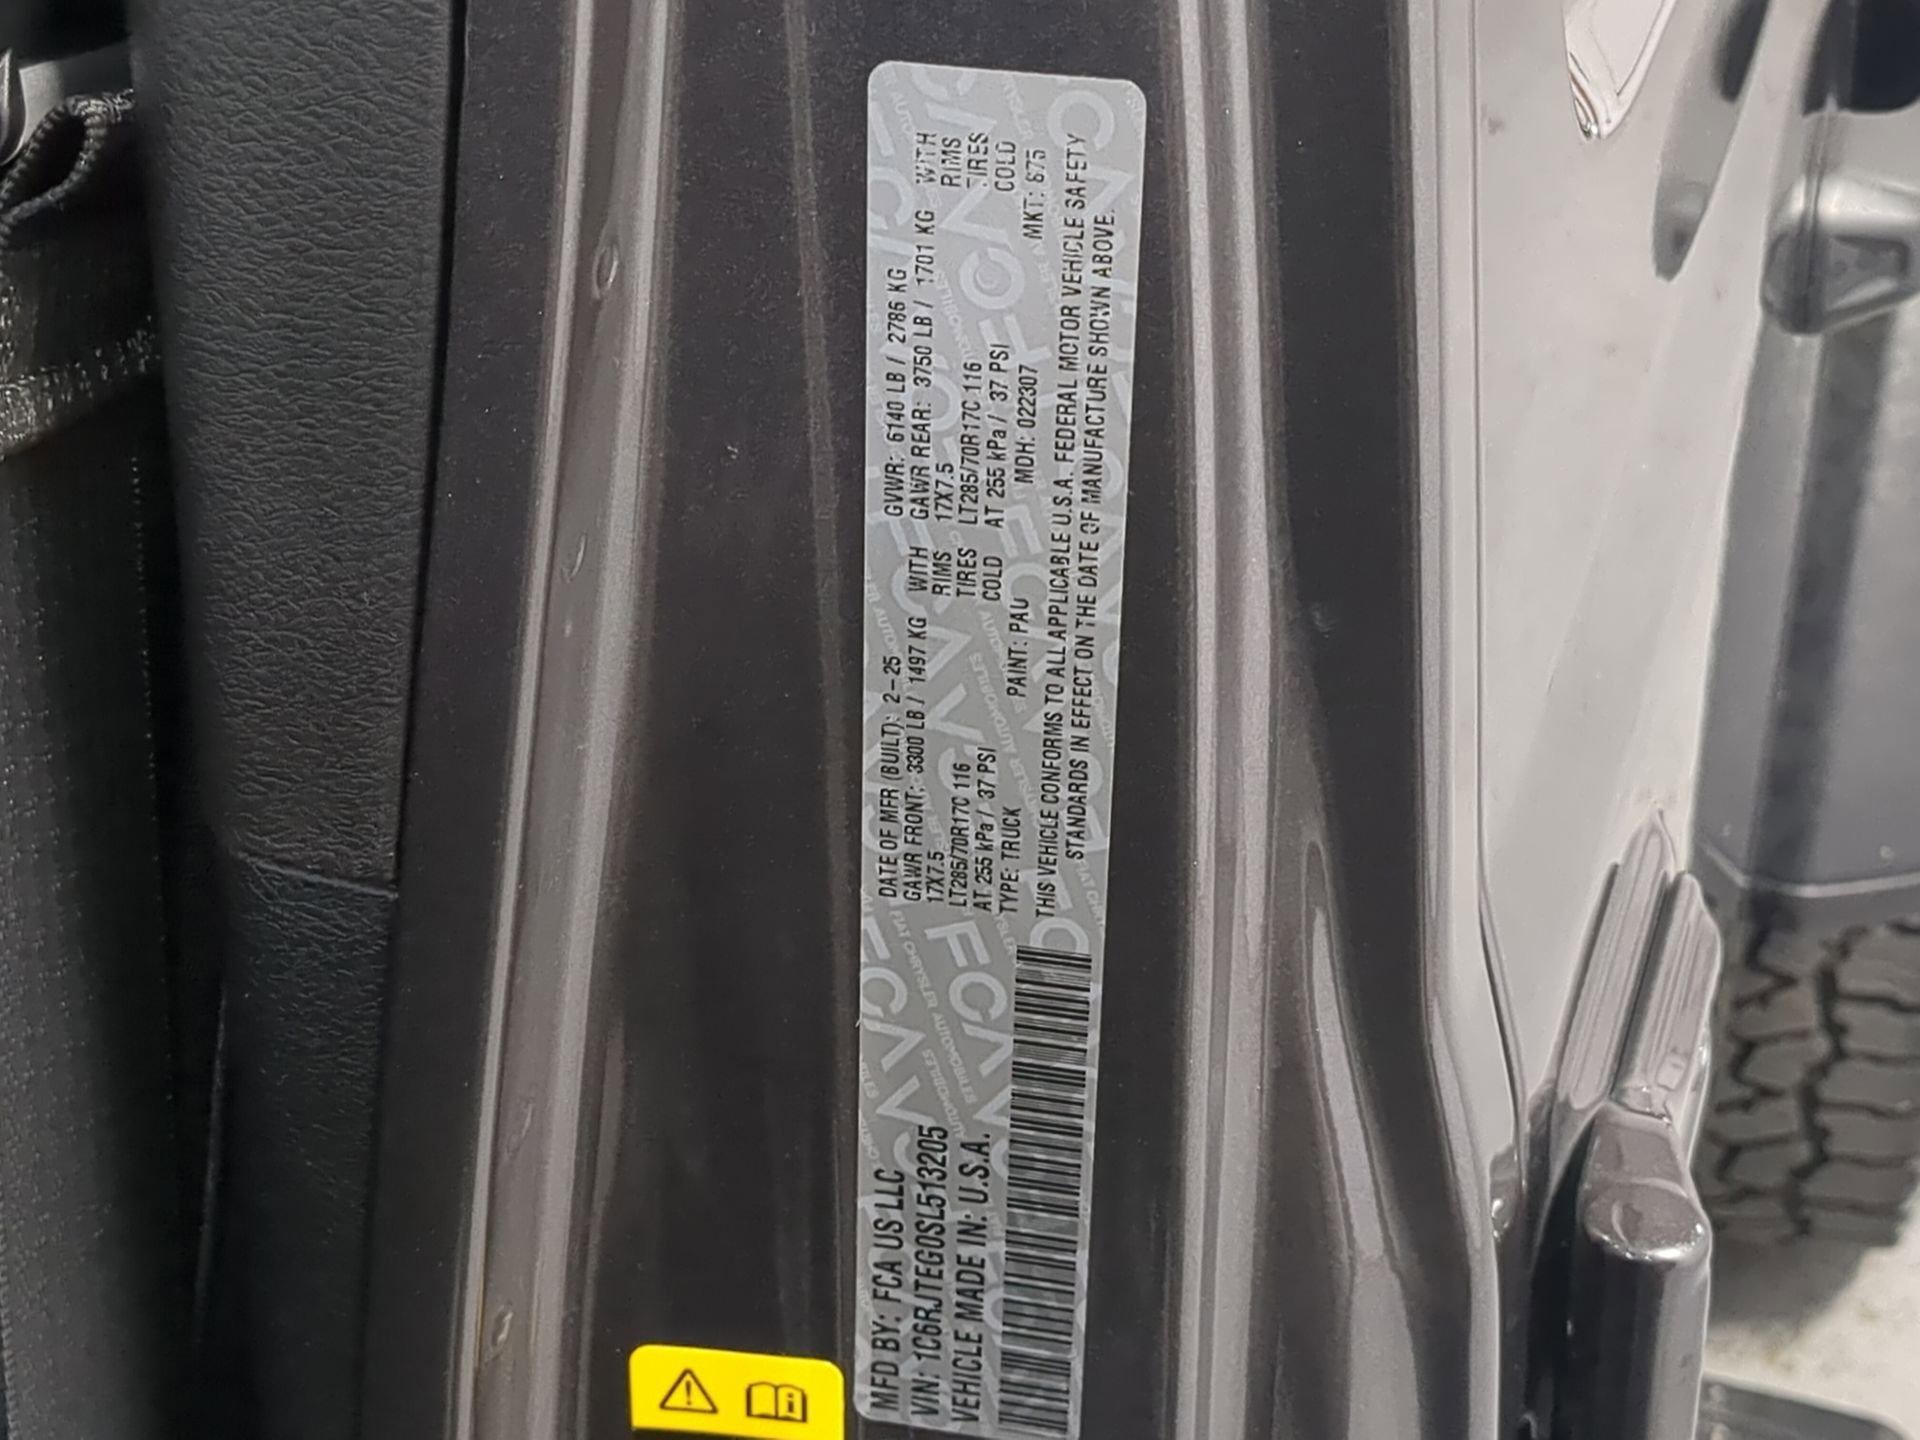 MFD BY: FCA US LLC
VIN: 1C6RJTEG0SL513205
VEHICLE MADE IN: U.S.A.
DATE OF MFR (BUILT): 2-25 GVWR: 6140 LB / 2786 KG
GAWR FRONT: 3300 LB / 1497 KG WITH GAWR REAR: 3750 LB / 1701 KG WITH
17X7.5 RIMS 17X7.5 RIMS
LT285/70R17C 116 TIRES LT285/70R17C 116 TIRES
AT 255 kPa / 37 PSI COLD AT 255 kPa / 37 PSI COLD
TYPE: TRUCK PAINT: PAU MDH: 022307 MKT: 675
THIS VEHICLE CONFORMS TO ALL APPLICABLE U.S.A. FEDERAL MOTOR VEHICLE SAFETY
STANDARDS IN EFFECT ON THE DATE OF MANUFACTURE SHOWN ABOVE.